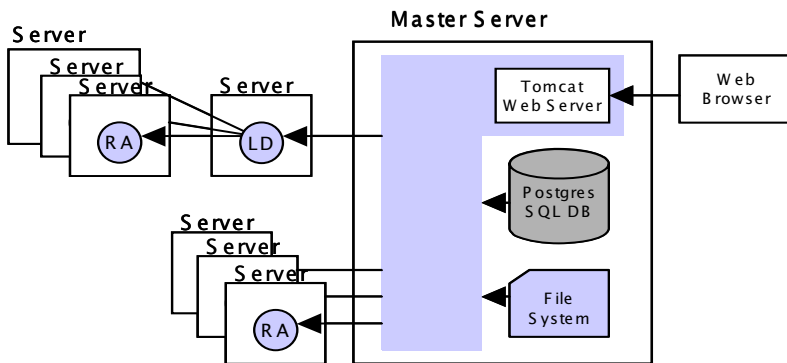 Master Server
Server
Server
Server
RA
Server
LD
Tomcat
Web Server
Web
Browser
Postgres
SQL DB
Server
Server
Server
RA
File
System